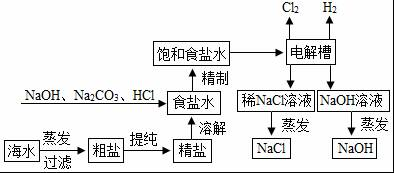 Cl₂ H₂
饱和食盐水 电解槽
精制
NaOH、Na₂CO₃、HCl 食盐水 稀NaCl溶液 NaOH溶液
溶解 蒸发 蒸发
海水 蒸发 过滤 粗盐 提纯 精盐 NaCl NaOH